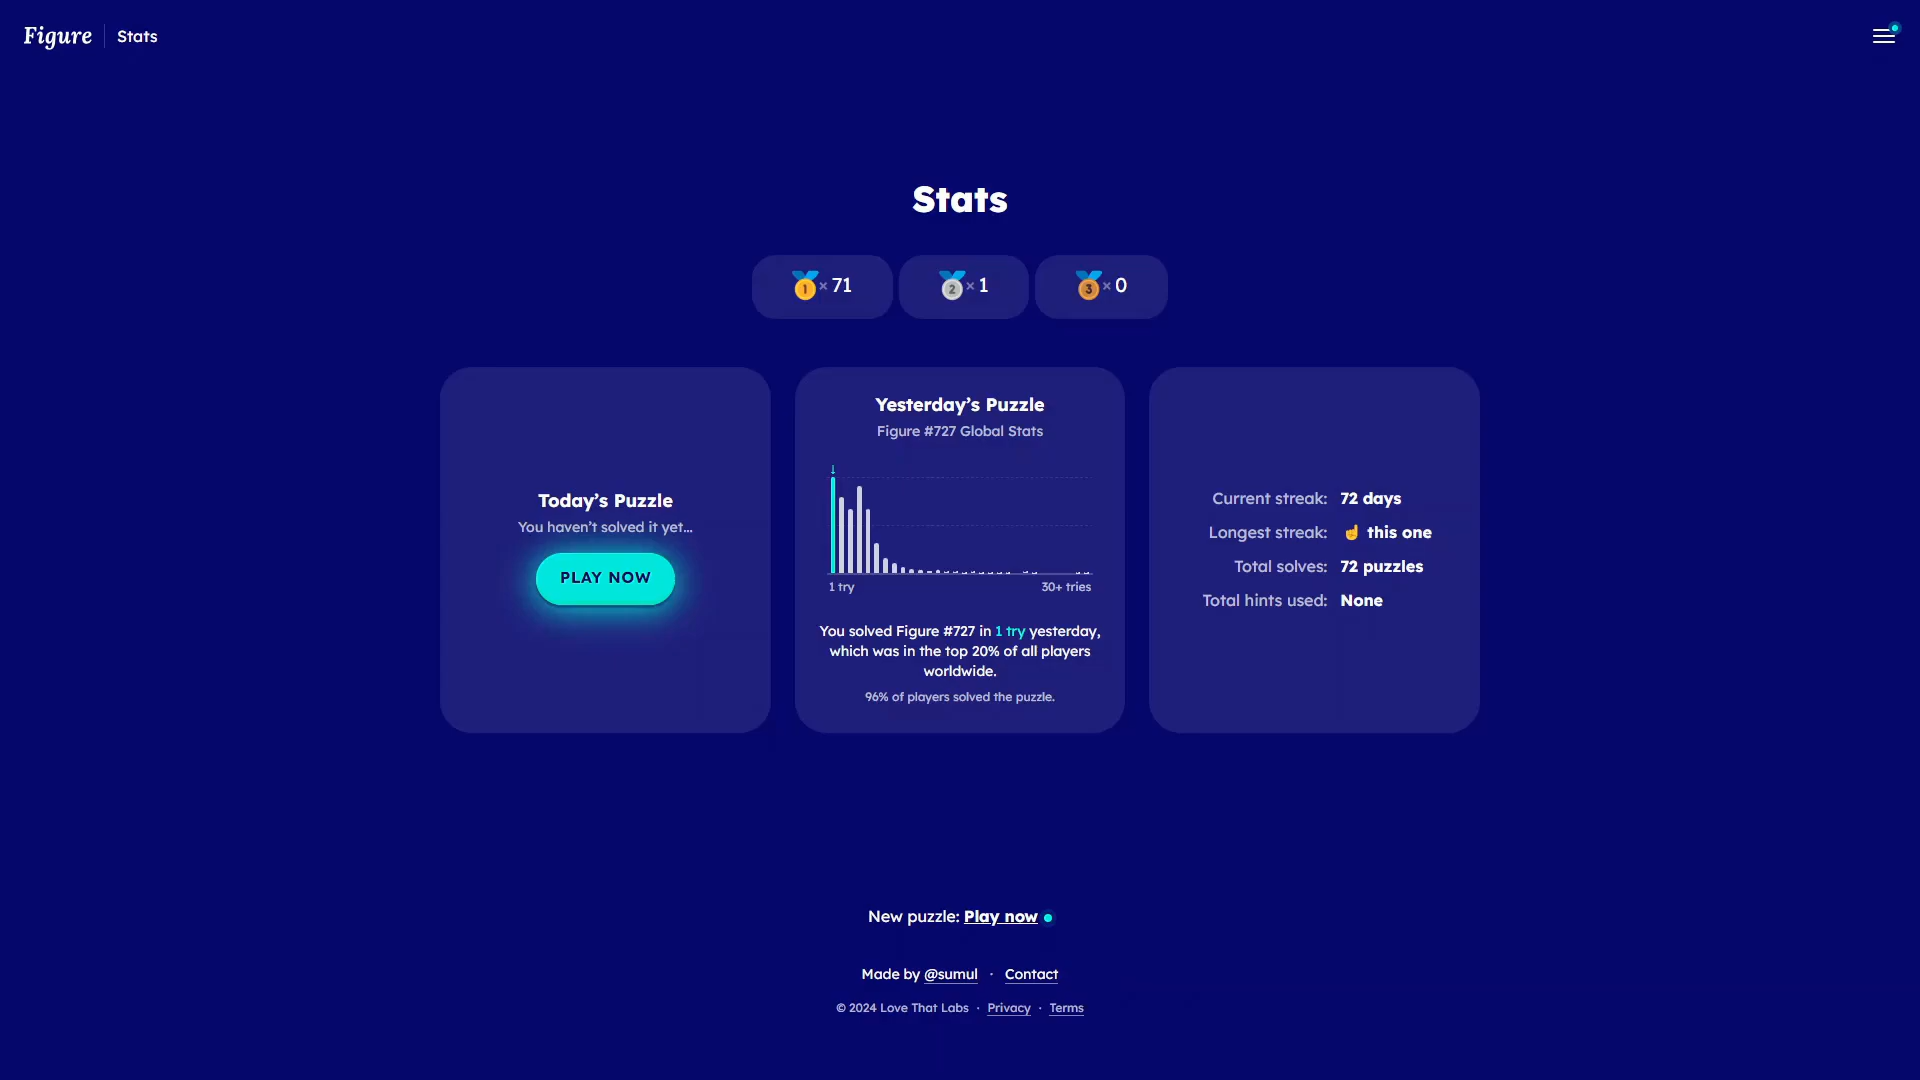 Figure
Stats
Stats
1 × 71
2 × 1
3 × 0
Today’s Puzzle
You haven’t solved it yet…
PLAY NOW
Yesterday’s Puzzle
Figure #727 Global Stats
↓
1 try
30+ tries
You solved Figure #727 in 1 try yesterday,
which was in the top 20% of all players
worldwide.
96% of players solved the puzzle.
Current streak: 72 days
Longest streak: ☝️ this one
Total solves: 72 puzzles
Total hints used: None
New puzzle: Play now
Made by @sumul · Contact
© 2024 Love That Labs · Privacy · Terms